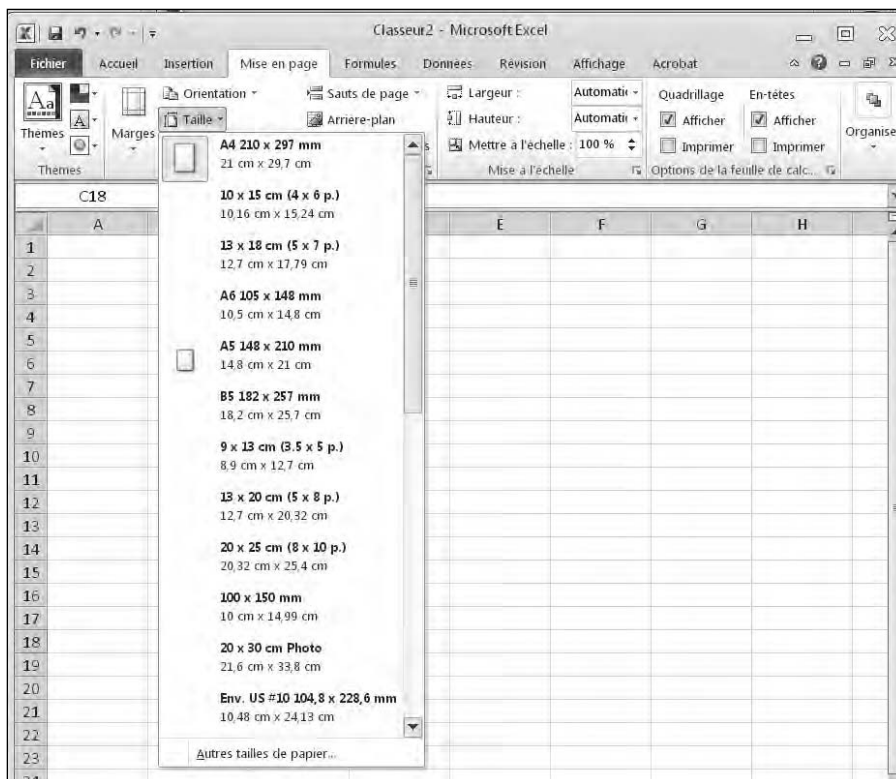 Classeur2 - Microsoft Excel
Fichier Accueil Insertion Mise en page Formules Données Révision Affichage Acrobat
Orientation Sauts de page Largeur : Automatic Quadrillage En-têtes
Aa A Taille Arrière-plan Hauteur : Automatic Afficher Afficher
Thèmes Marges Mettre à l'échelle : 100 % Imprimer Imprimer Organise
Thèmes Mise à l'échelle Options de la feuille de calc...
C18
A E F G H
A4 210 x 297 mm
21 cm x 29,7 cm
10 x 15 cm (4 x 6 p.)
10,16 cm x 15,24 cm
13 x 18 cm (5 x 7 p.)
12,7 cm x 17,79 cm
A6 105 x 148 mm
10,5 cm x 14,8 cm
A5 148 x 210 mm
14,8 cm x 21 cm
B5 182 x 257 mm
18,2 cm x 25,7 cm
9 x 13 cm (3.5 x 5 p.)
8,9 cm x 12,7 cm
13 x 20 cm (5 x 8 p.)
12,7 cm x 20,32 cm
20 x 25 cm (8 x 10 p.)
20,32 cm x 25,4 cm
100 x 150 mm
10 cm x 14,99 cm
20 x 30 cm Photo
21,6 cm x 33,8 cm
Env. US #10 104,8 x 228,6 mm
10,48 cm x 24,13 cm
Autres tailles de papier...
1
2
3
4
5
6
7
8
9
10
11
12
13
14
15
16
17
18
19
20
21
22
23